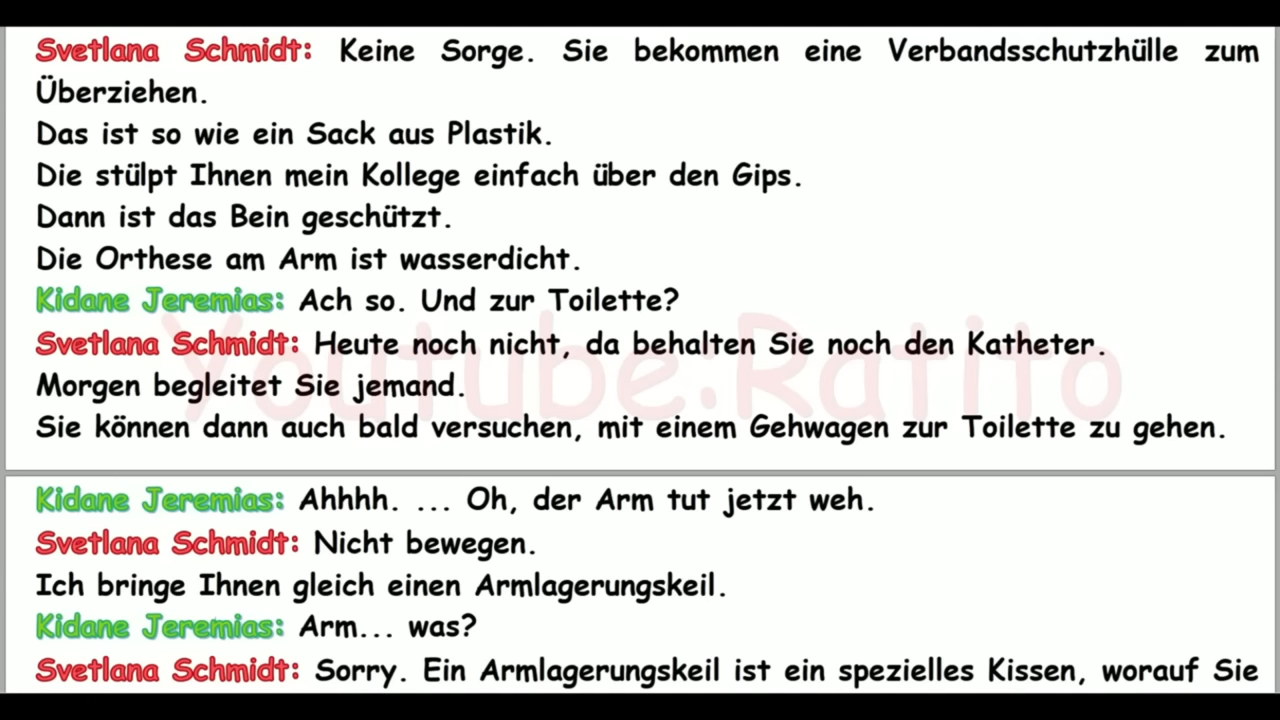 Svetlana Schmidt: Keine Sorge. Sie bekommen eine Verbandsschutzhülle zum
Überziehen.
Das ist so wie ein Sack aus Plastik.
Die stülpt Ihnen mein Kollege einfach über den Gips.
Dann ist das Bein geschützt.
Die Orthese am Arm ist wasserdicht.
Kidane Jeremias: Ach so. Und zur Toilette?
Svetlana Schmidt: Heute noch nicht, da behalten Sie noch den Katheter.
Morgen begleitet Sie jemand.
Sie können dann auch bald versuchen, mit einem Gehwagen zur Toilette zu gehen.
Kidane Jeremias: Ahhhh. ... Oh, der Arm tut jetzt weh.
Svetlana Schmidt: Nicht bewegen.
Ich bringe Ihnen gleich einen Armlagerungskeil.
Kidane Jeremias: Arm... was?
Svetlana Schmidt: Sorry. Ein Armlagerungskeil ist ein spezielles Kissen, worauf Sie
Youtube:Ratito